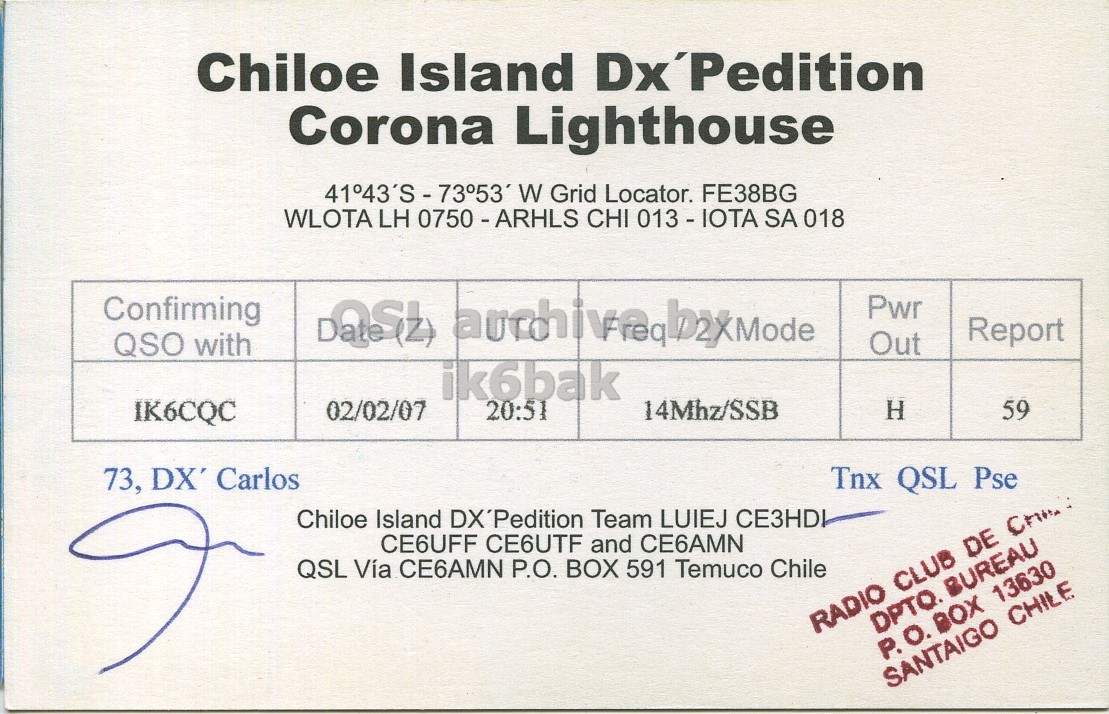 Chiloe Island Dx´Pedition
Corona Lighthouse
41º43´S - 73º53´ W Grid Locator. FE38BG
WLOTA LH 0750 - ARHLS CHI 013 - IOTA SA 018
Confirming QSO with Date (Z) UTC Freq / 2XMode Pwr Out Report
QSL archive by
ik6bak
IK6CQC 02/02/07 20:51 14Mhz/SSB H 59
73, DX´ Carlos Tnx QSL Pse
Chiloe Island DX´Pedition Team LUIEJ CE3HDI
CE6UFF CE6UTF and CE6AMN
QSL Vía CE6AMN P.O. BOX 591 Temuco Chile
RADIO CLUB DE
DPTO. BUREAU
P. O. BOX 13630
SANTAIGO CHILE